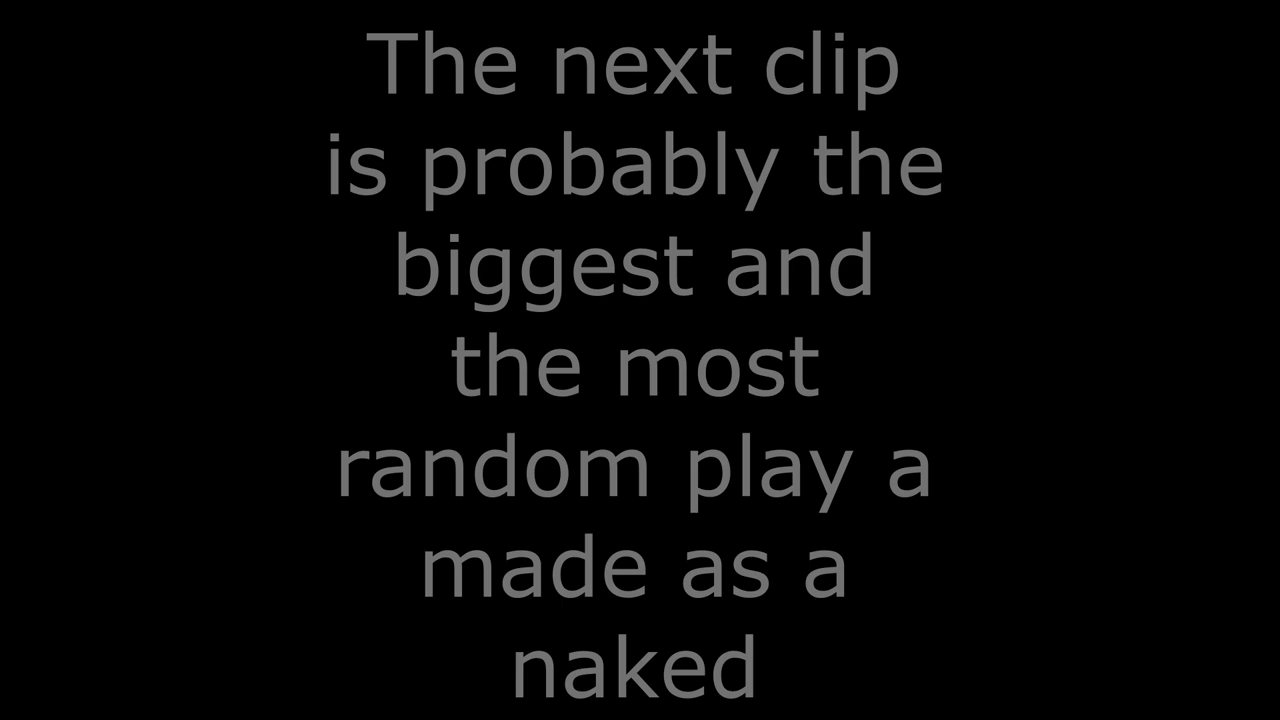 The next clip
is probably the
biggest and
the most
random play a
made as a
naked